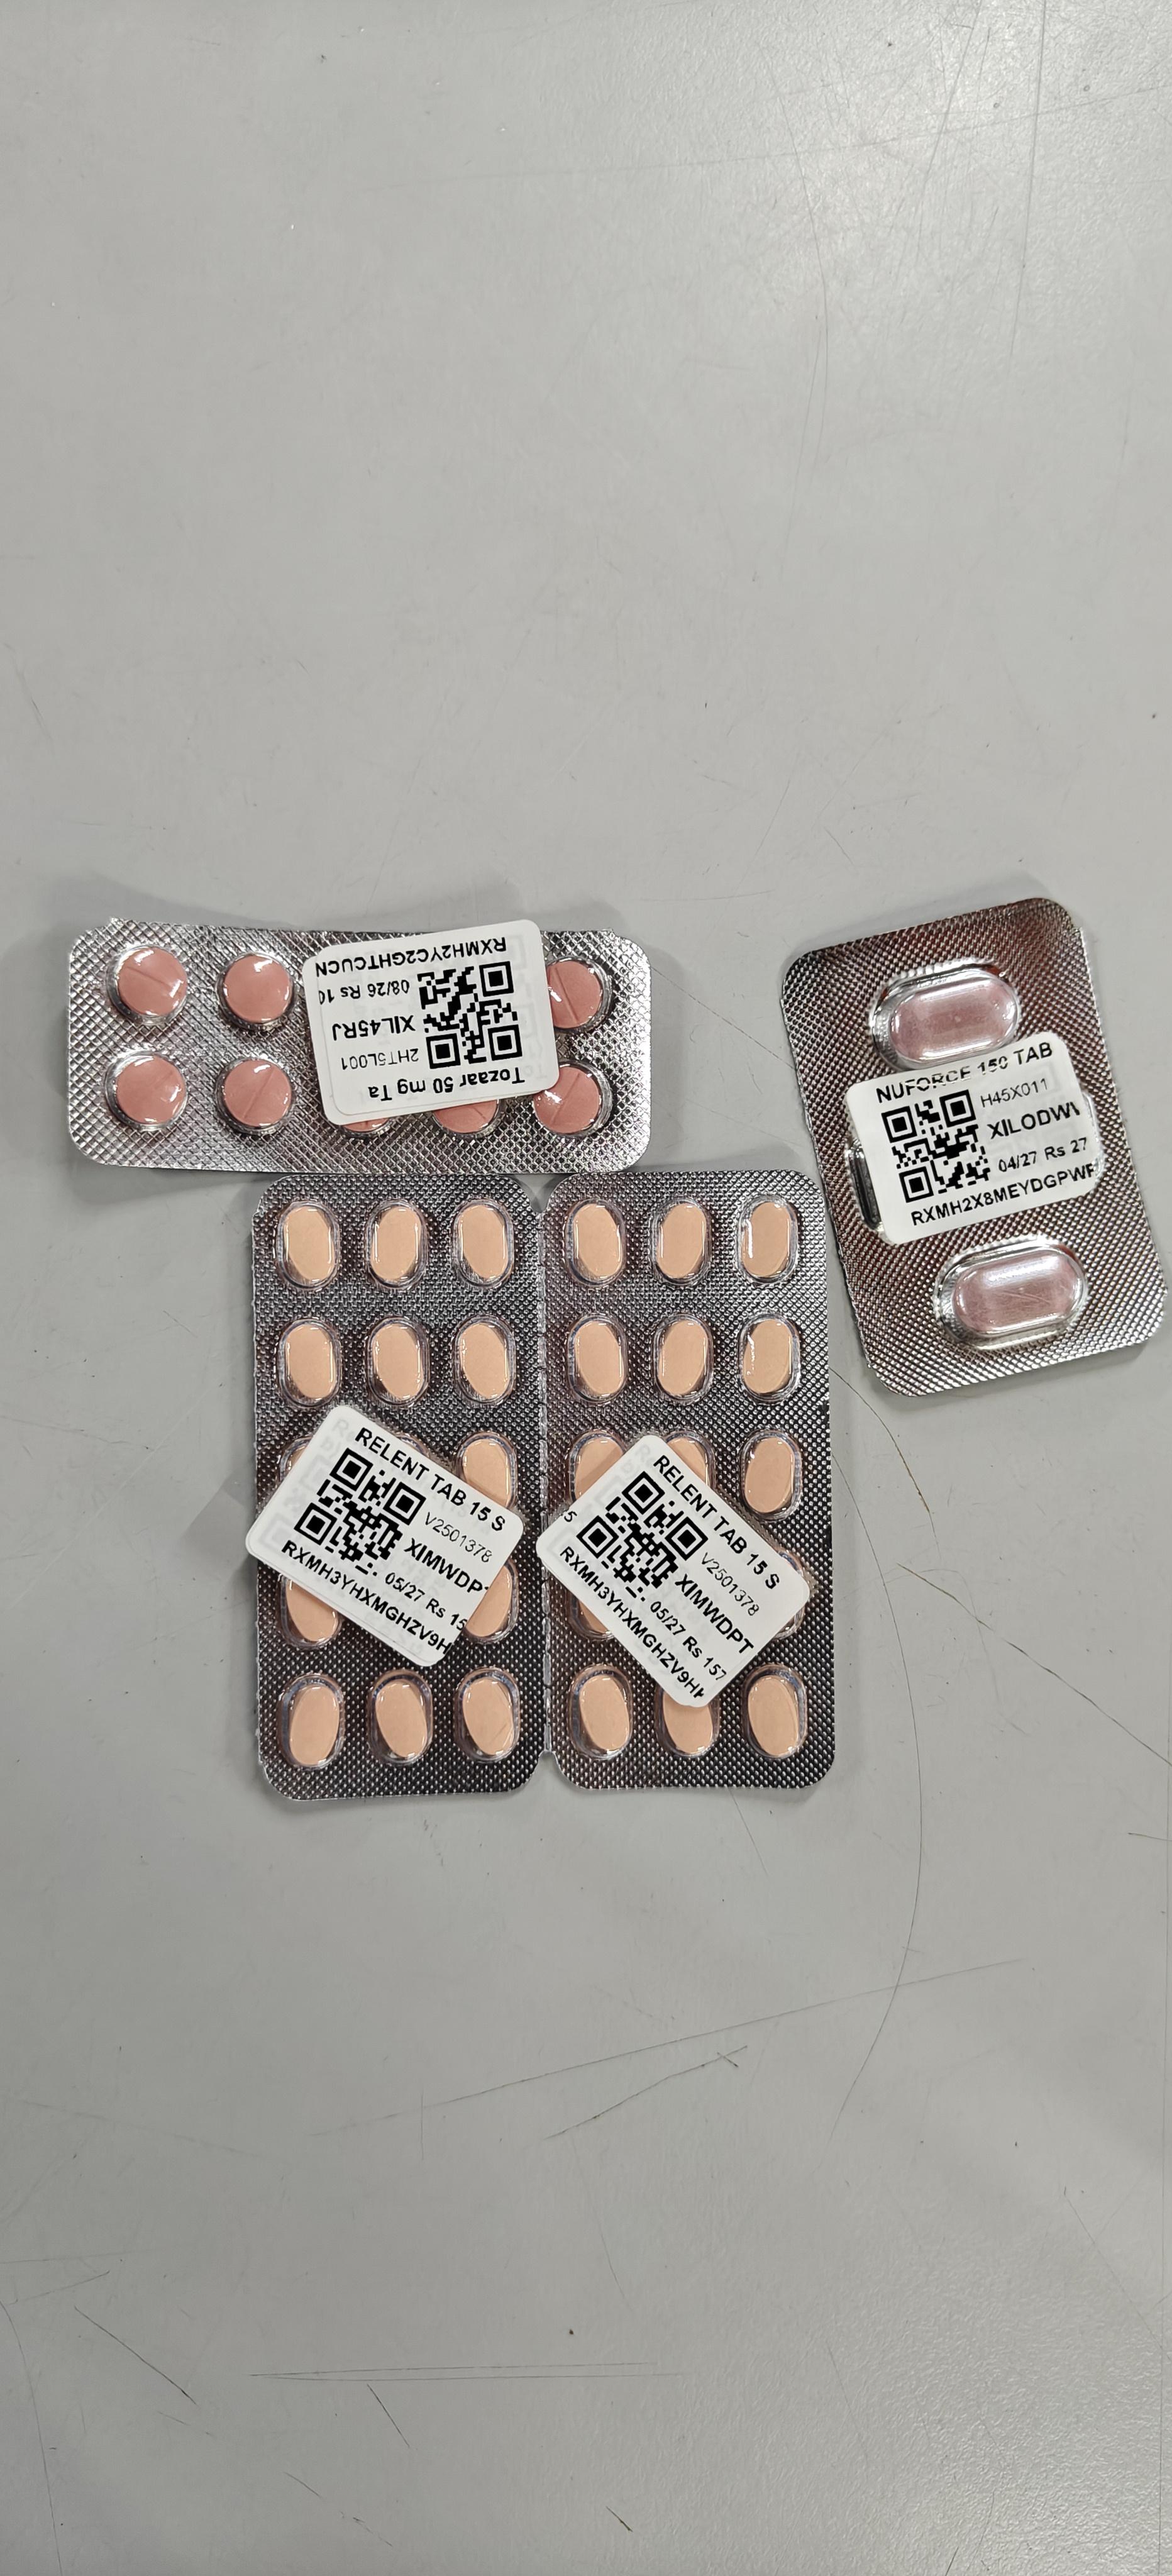 Tozaar 50 mg Ta
2HT5L001
XIL45RJ
08/26 Rs 10
RXMH2YC2GHTCUCN
NUFORCE 150 TAB
H45X011
XILODW
04/27 Rs 27
RXMH2X8MEYDGPW
RELENT TAB 15 S
V2501378
XIMWDP
05/27 Rs 15
RXMH3YHXMGHZV9H
RELENT TAB 15 S
V2501378
XIMWDPT
05/27 Rs 157
RXMH3YHXMGHZV9H